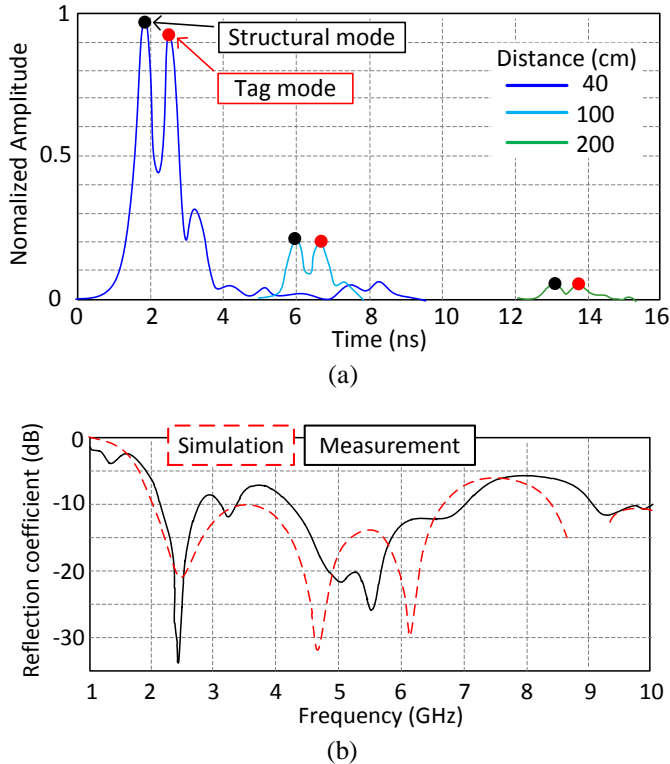 1
Structural mode
Distance (cm)
Tag mode
40
100
0.5
200
Nomalized Amplitude
0
0 2 4 6 8 10 12 14 16
Time (ns)
(a)
0
Simulation
Measurement
-10
-20
-30
Reflection coefficient (dB)
1 2 3 4 5 6 7 8 9 10
Frequency (GHz)
(b)